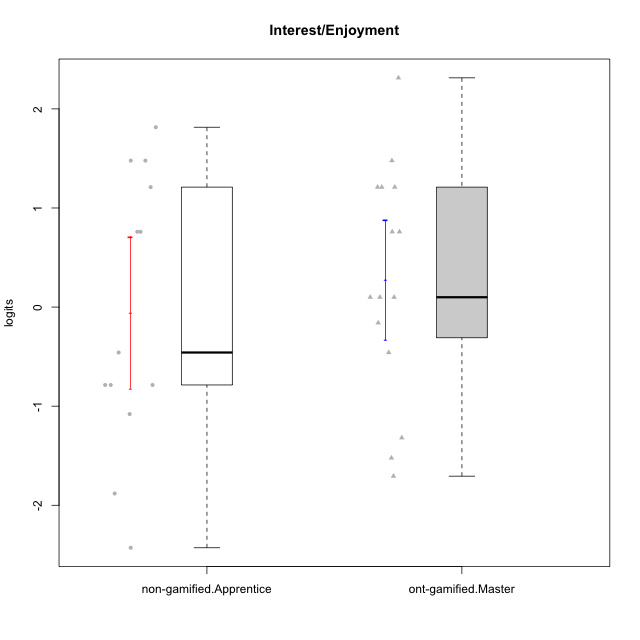 Interest/Enjoyment
logits
2
1
0
-1
-2
non-gamified.Apprentice
ont-gamified.Master